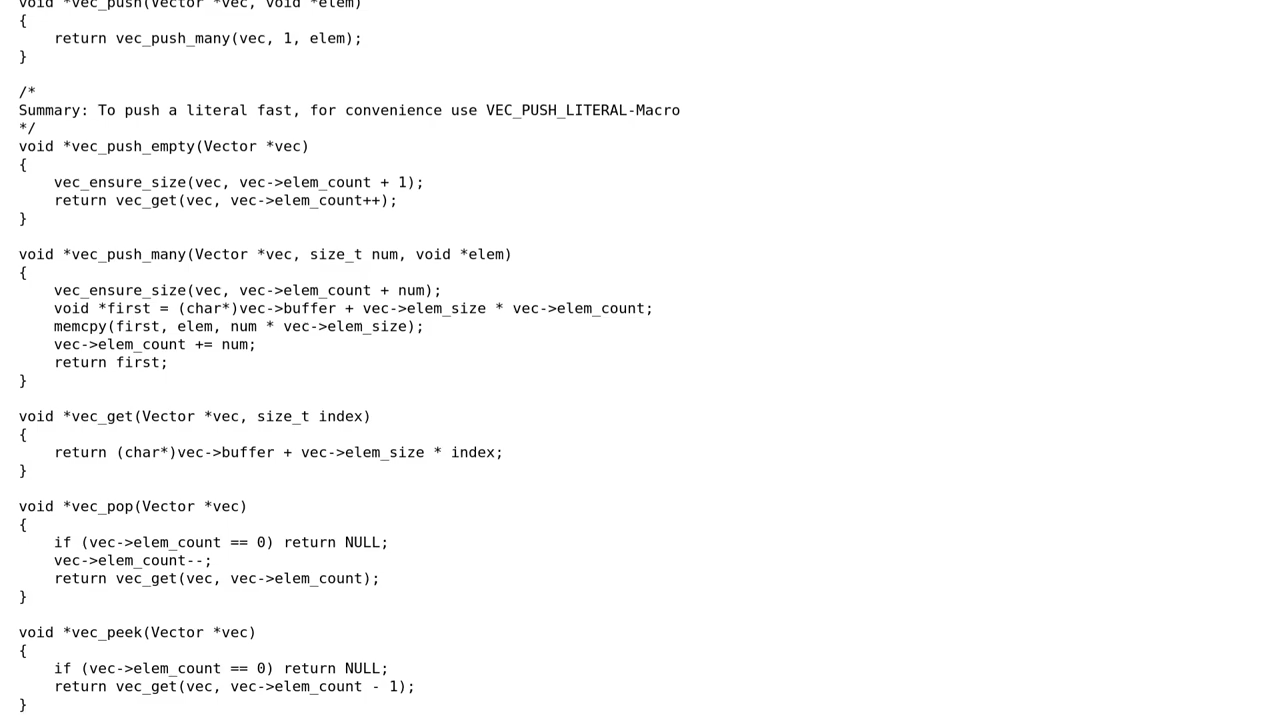 void *vec_push(Vector *vec, void *elem)
{
    return vec_push_many(vec, 1, elem);
}

/*
Summary: To push a literal fast, for convenience use VEC_PUSH_LITERAL-Macro
*/
void *vec_push_empty(Vector *vec)
{
    vec_ensure_size(vec, vec->elem_count + 1);
    return vec_get(vec, vec->elem_count++);
}

void *vec_push_many(Vector *vec, size_t num, void *elem)
{
    vec_ensure_size(vec, vec->elem_count + num);
    void *first = (char*)vec->buffer + vec->elem_size * vec->elem_count;
    memcpy(first, elem, num * vec->elem_size);
    vec->elem_count += num;
    return first;
}

void *vec_get(Vector *vec, size_t index)
{
    return (char*)vec->buffer + vec->elem_size * index;
}

void *vec_pop(Vector *vec)
{
    if (vec->elem_count == 0) return NULL;
    vec->elem_count--;
    return vec_get(vec, vec->elem_count);
}

void *vec_peek(Vector *vec)
{
    if (vec->elem_count == 0) return NULL;
    return vec_get(vec, vec->elem_count - 1);
}